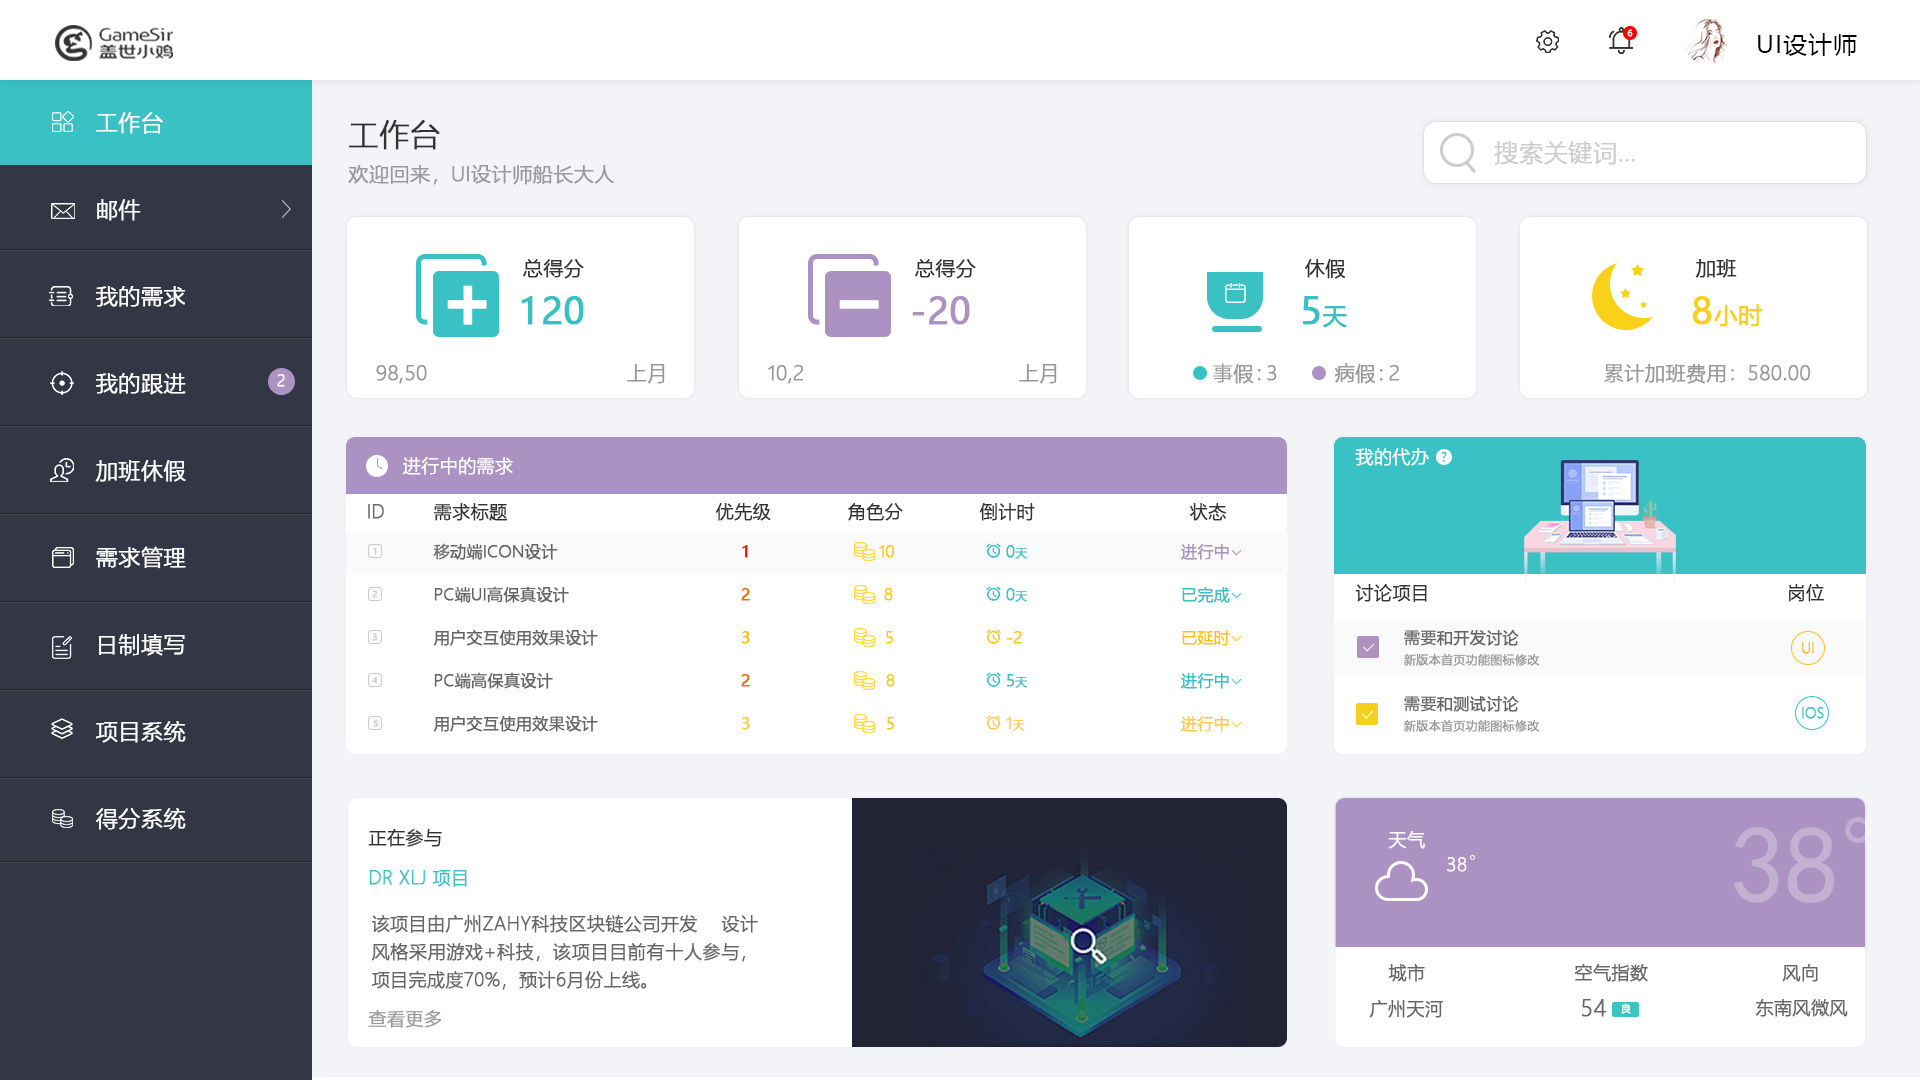 GameSir
盖世小鸡
6
UI设计师
工作台
邮件
我的需求
我的跟进
2
加班休假
需求管理
日制填写
项目系统
得分系统
工作台
欢迎回来，UI设计师船长大人
搜索关键词...
总得分
120
98,50
上月
总得分
-20
10,2
上月
休假
5天
事假:3
病假:2
加班
8小时
累计加班费用：580.00
进行中的需求
ID 需求标题 优先级 角色分 倒计时 状态
1 移动端ICON设计 1 10 0天 进行中
2 PC端UI高保真设计 2 8 0天 已完成
3 用户交互使用效果设计 3 5 -2 已延时
4 PC端高保真设计 2 8 5天 进行中
5 用户交互使用效果设计 3 5 1天 进行中
我的代办 ?
讨论项目 岗位
需要和开发讨论
新版本首页功能图标修改
UI
需要和测试讨论
新版本首页功能图标修改
IOS
正在参与
DR XLJ 项目
该项目由广州ZAHY科技区块链公司开发 设计
风格采用游戏+科技，该项目目前有十人参与，
项目完成度70%，预计6月份上线。
查看更多
天气
38°
38°
城市 空气指数 风向
广州天河 54 良 东南风微风